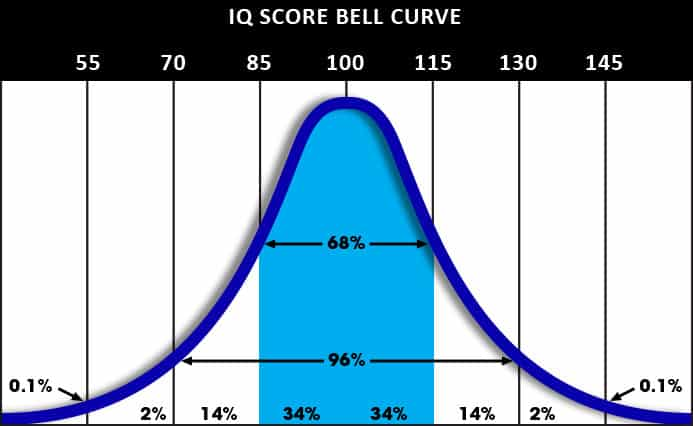 IQ SCORE BELL CURVE
55 70 85 100 115 130 145
68%
96%
0.1% 0.1%
2% 14% 34% 34% 14% 2%